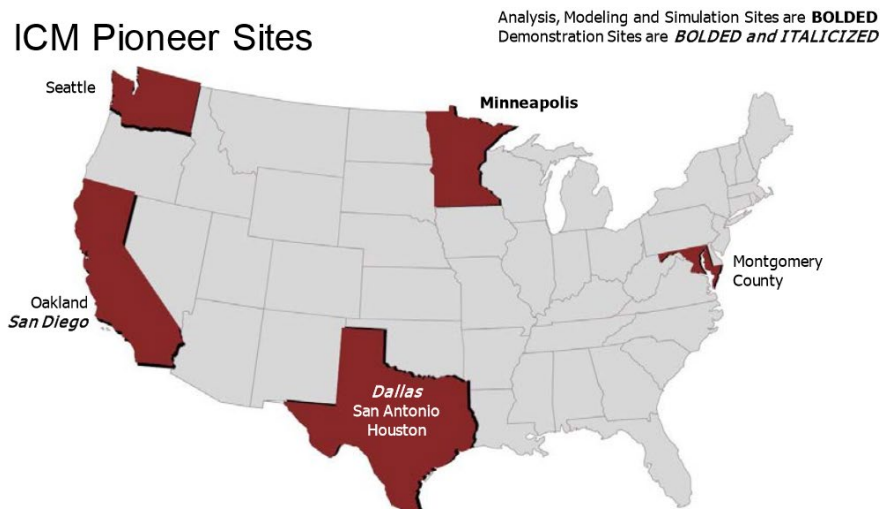 ICM Pioneer Sites
Analysis, Modeling and Simulation Sites are BOLDED
Demonstration Sites are BOLDED and ITALICIZED
Seattle
Minneapolis
Montgomery
County
Oakland
San Diego
Dallas
San Antonio
Houston